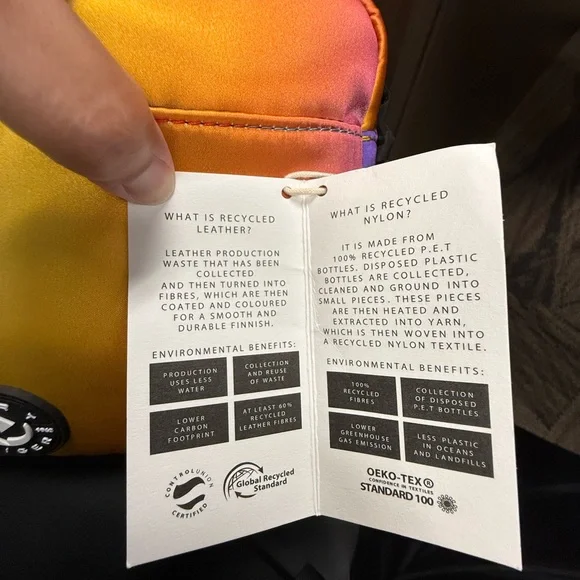 WHAT IS RECYCLED
LEATHER?
LEATHER PRODUCTION
WASTE THAT HAS BEEN
COLLECTED
AND THEN TURNED INTO
FIBRES, WHICH ARE THEN
COATED AND COLOURED
FOR A SMOOTH AND
DURABLE FINNISH.
ENVIRONMENTAL BENEFITS:
PRODUCTION
USES LESS
WATER
COLLECTION
AND REUSE
OF WASTE
LOWER
CARBON
FOOTPRINT
AT LEAST 60%
RECYCLED
LEATHER FIBRES
CONTROLUNION
CERTIFIED
Global Recycled
Standard
WHAT IS RECYCLED
NYLON?
IT IS MADE FROM
100% RECYCLED P.E.T
BOTTLES. DISPOSED PLASTIC
BOTTLES ARE COLLECTED,
CLEANED AND GROUND INTO
SMALL PIECES. THESE PIECES
ARE THEN HEATED AND
EXTRACTED INTO YARN,
WHICH IS THEN WOVEN INTO
A RECYCLED NYLON TEXTILE.
ENVIRONMENTAL BENEFITS:
100%
RECYCLED
FIBRES
COLLECTION
OF DISPOSED
P.E.T BOTTLES
LOWER
GREENHOUSE
GAS EMISSION
LESS PLASTIC
IN OCEANS
AND LANDFILLS
OEKO-TEX®
CONFIDENCE IN TEXTILES
STANDARD 100